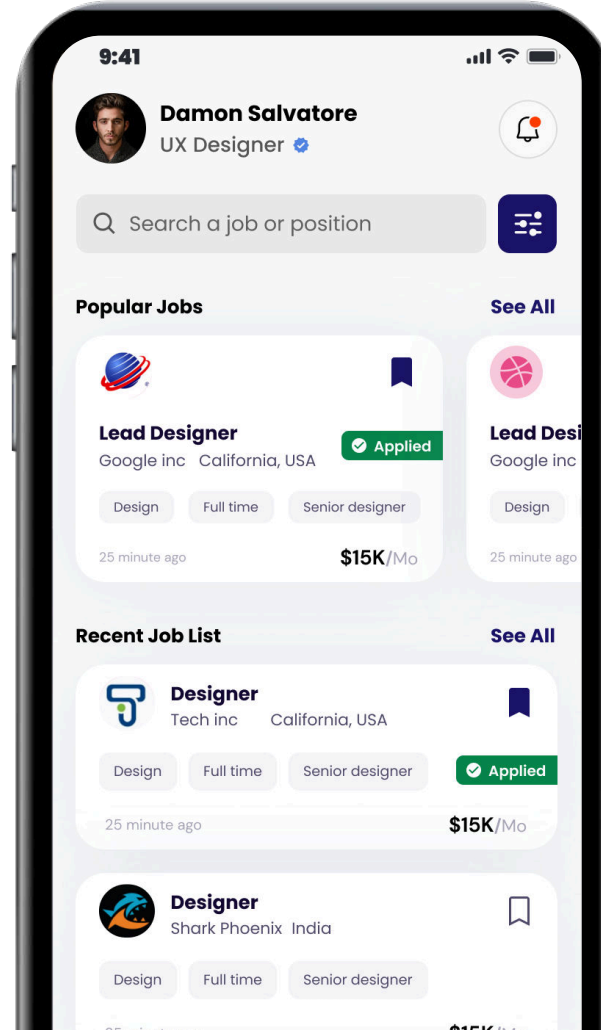 9:41
Damon Salvatore
UX Designer
Search a job or position
Popular Jobs See All
Lead Designer
Google inc California, USA
Applied
Design Full time Senior designer
25 minute ago $15K/Mo
Lead Desi
Google inc
Design
25 minute ago
Recent Job List See All
Designer
Tech inc California, USA
Design Full time Senior designer
Applied
25 minute ago $15K/Mo
Designer
Shark Phoenix India
Design Full time Senior designer
$15K